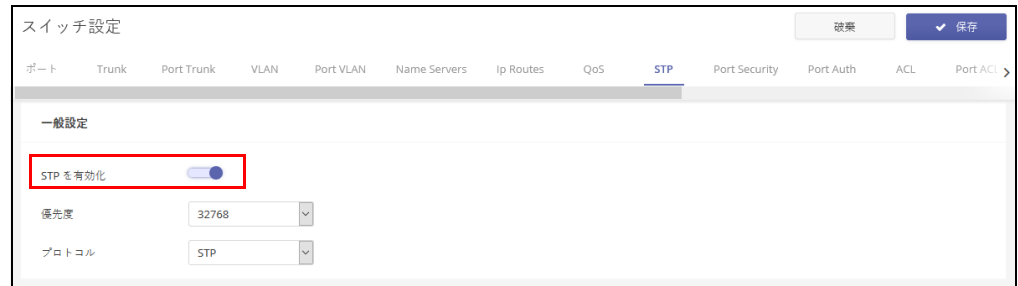 スイッチ設定
破棄
保存
ポート Trunk Port Trunk VLAN Port VLAN Name Servers Ip Routes QoS STP Port Security Port Auth ACL Port ACL
一般設定
STP を有効化
優先度 32768
プロトコル STP